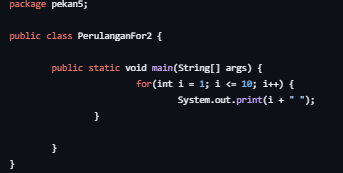 package pekan5;
public class PerulanganFor2 {
public static void main(String[] args) {
for(int i = 1; i <= 10; i++) {
System.out.print(i + " ");
}
}
}